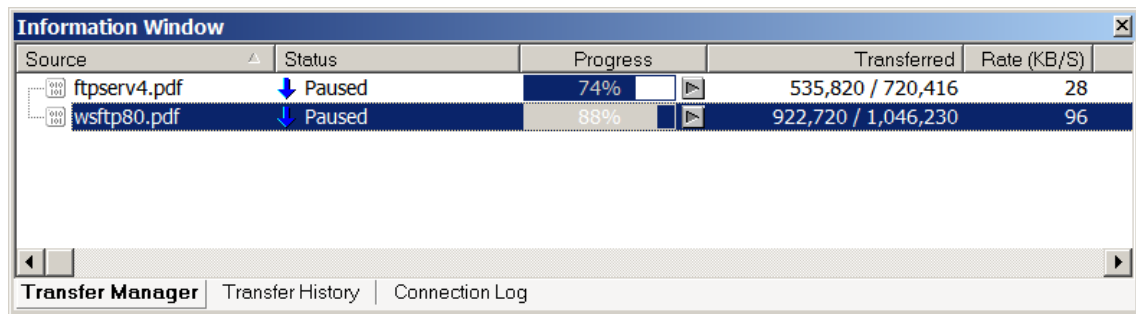 Information Window
Source Status Progress Transferred Rate (KB/S)
ftpserv4.pdf Paused 74% 535,820 / 720,416 28
wsftp80.pdf Paused 88% 922,720 / 1,046,230 96
Transfer Manager Transfer History Connection Log